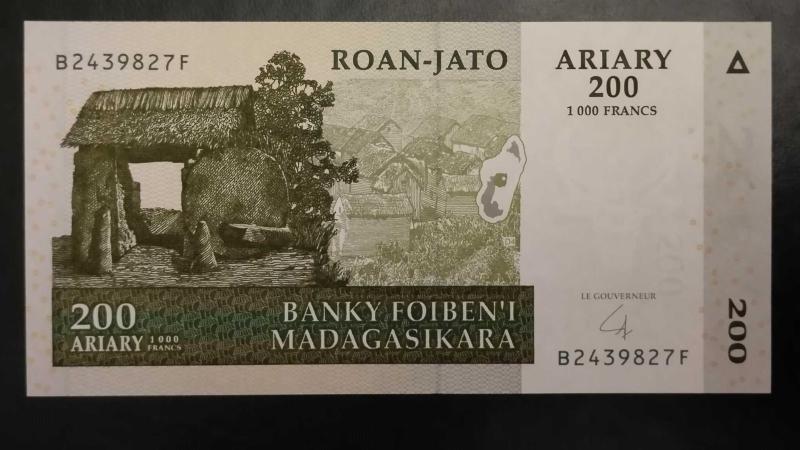 B2439827F
ROAN-JATO
ARIARY
200
1 000 FRANCS
200
ARIARY 1 000 FRANCS
BANKY FOIBEN'I
MADAGASIKARA
LE GOUVERNEUR
B2439827F
200
200